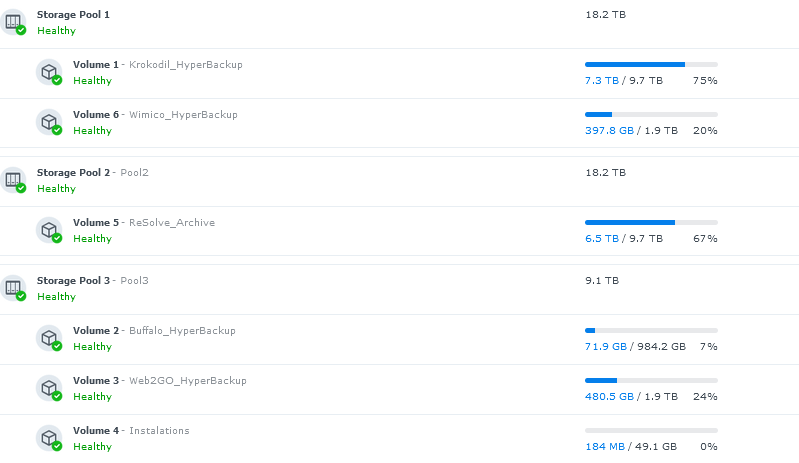 Storage Pool 1 18.2 TB
Healthy
Volume 1 - Krokodil_HyperBackup
Healthy 7.3 TB / 9.7 TB 75%
Volume 6 - Wimico_HyperBackup
Healthy 397.8 GB / 1.9 TB 20%
Storage Pool 2 - Pool2 18.2 TB
Healthy
Volume 5 - ReSolve_Archive
Healthy 6.5 TB / 9.7 TB 67%
Storage Pool 3 - Pool3 9.1 TB
Healthy
Volume 2 - Buffalo_HyperBackup
Healthy 71.9 GB / 984.2 GB 7%
Volume 3 - Web2GO_HyperBackup
Healthy 480.5 GB / 1.9 TB 24%
Volume 4 - Instalations
Healthy 184 MB / 49.1 GB 0%